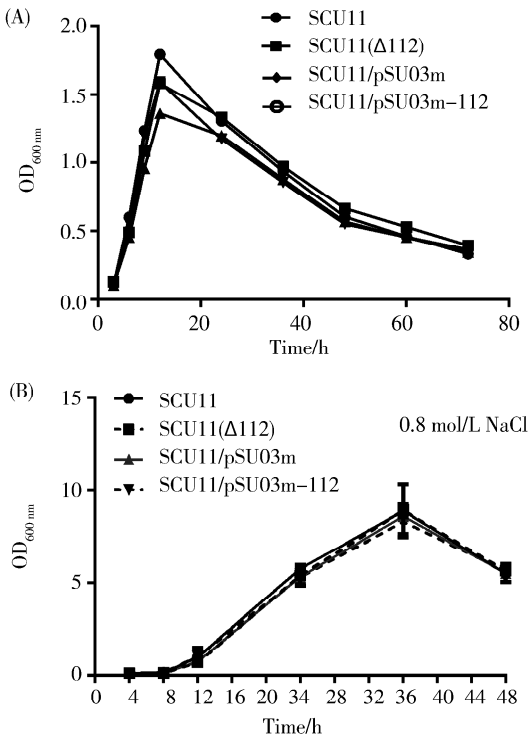 (A)
SCU11
SCU11(Δ112)
SCU11/pSU03m
SCU11/pSU03m-112
OD600 nm
2.0
1.5
1.0
0.5
0.0
0 20 40 60 80
Time/h
(B)
SCU11
SCU11(Δ112)
SCU11/pSU03m
SCU11/pSU03m-112
0.8 mol/L NaCl
OD600 nm
15
10
5
0
0 4 8 12 16 20 34 28 32 36 40 44 48
Time/h